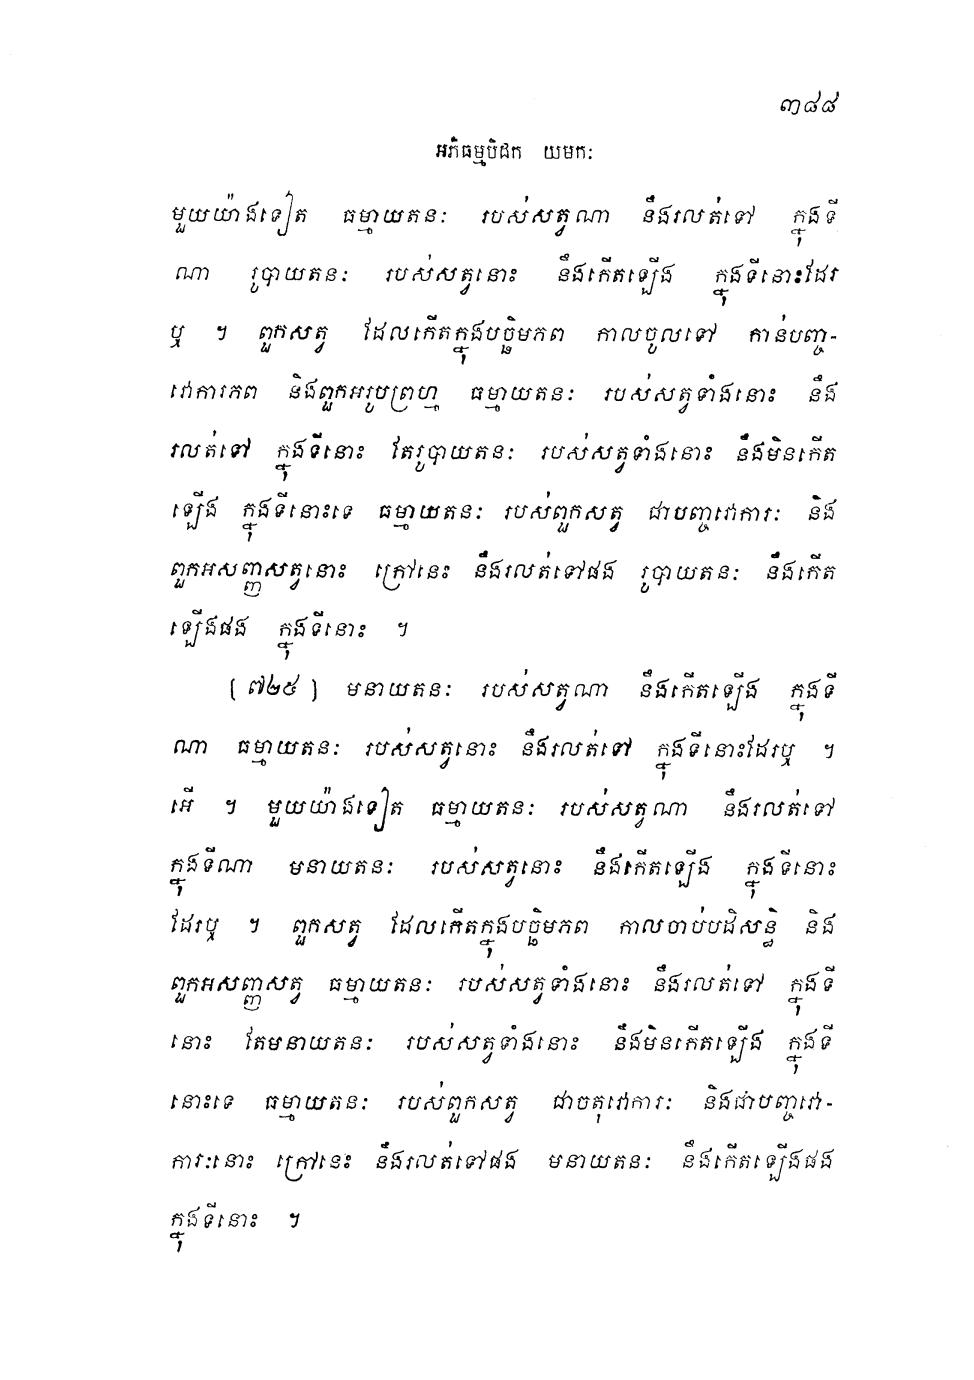 ៣៨៨
អភិធម្មបិដក យមកៈ
មួយយ៉ាងទៀត ធម្មាយតនៈ របស់សត្វណា នឹងរលត់ទៅ ក្នុងទី
ណា រូបាយតនៈ របស់សត្វនោះ នឹងកើតឡើង ក្នុងទីនោះដែរ
ឬ ។ ពួកសត្វ ដែលកើតក្នុងបច្ឆិមភព កាលចូលទៅ កាន់បញ្ច-
វោការភព និងពួកអរូបព្រហ្ម ធម្មាយតនៈ របស់សត្វទាំងនោះ នឹង
រលត់ទៅ ក្នុងទីនោះ តែរូបាយតនៈ របស់សត្វទាំងនោះ នឹងមិនកើត
ឡើង ក្នុងទីនោះទេ ធម្មាយតនៈ របស់ពួកសត្វ ជាបញ្ចវោការៈ និង
ពួកអសញ្ញសត្វនោះ ក្រៅនេះ នឹងរលត់ទៅផង រូបាយតនៈ នឹងកើត
ឡើងផង ក្នុងទីនោះ ។
[ ៧២៥ ] មនាយតនៈ របស់សត្វណា នឹងកើតឡើង ក្នុងទី
ណា ធម្មាយតនៈ របស់សត្វនោះ នឹងរលត់ទៅ ក្នុងទីនោះដែរឬ ។
អើ ។ មួយយ៉ាងទៀត ធម្មាយតនៈ របស់សត្វណា នឹងរលត់ទៅ
ក្នុងទីណា មនាយតនៈ របស់សត្វនោះ នឹងកើតឡើង ក្នុងទីនោះ
ដែរឬ ។ ពួកសត្វ ដែលកើតក្នុងបច្ឆិមភព កាលចាប់បដិសន្ធិ និង
ពួកអសញ្ញសត្វ ធម្មាយតនៈ របស់សត្វទាំងនោះ នឹងរលត់ទៅ ក្នុងទី
នោះ តែមនាយតនៈ របស់សត្វទាំងនោះ នឹងមិនកើតឡើង ក្នុងទី
នោះទេ ធម្មាយតនៈ របស់ពួកសត្វ ជាចតុវោការៈ និងជាបញ្ចវោ-
ការៈនោះ ក្រៅនេះ នឹងរលត់ទៅផង មនាយតនៈ នឹងកើតឡើងផង
ក្នុងទីនោះ ។